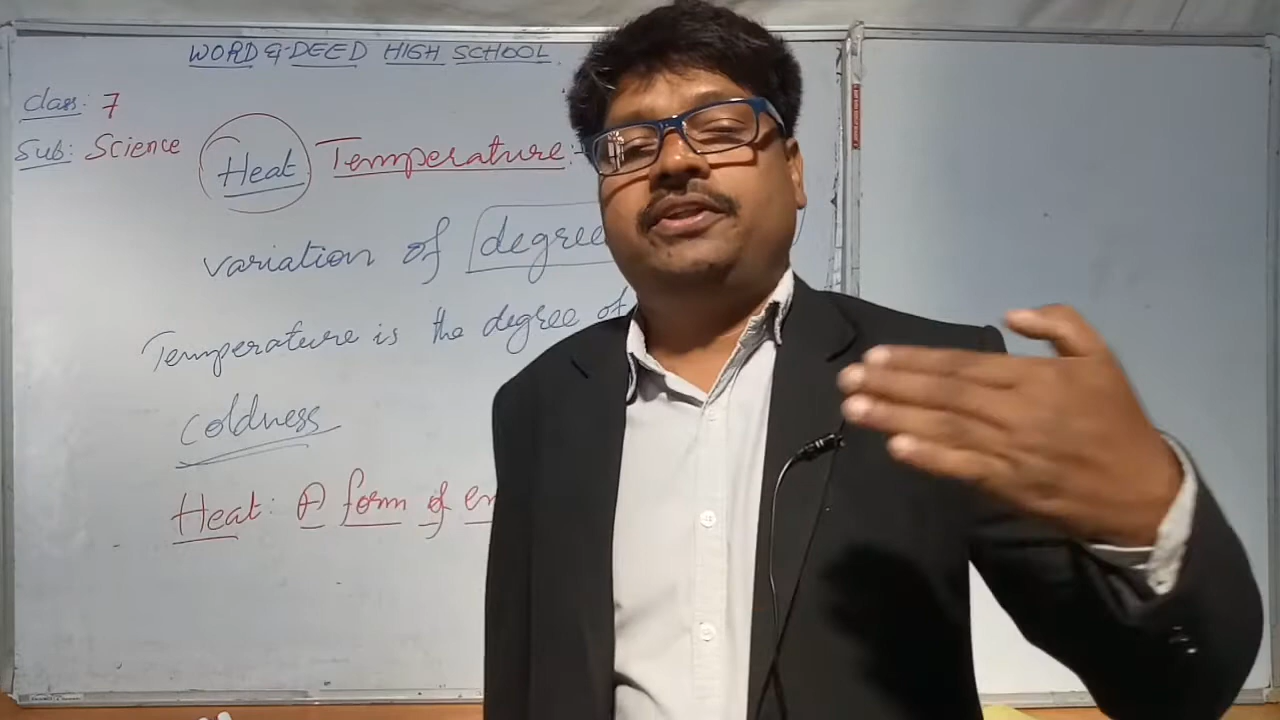 WORD & DEED HIGH SCHOOL.
Class: 7
Sub: Science
Heat Temperature:-
variation of degree
Temperature is the degree of
coldness
Heat: A form of en